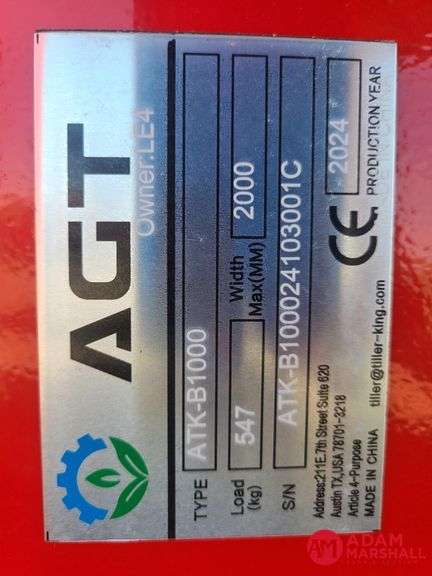 AGT
Owner:LE4
TYPE ATK-B1000
Load (kg) 547 Width Max(MM) 2000
S/N ATK-B100024103001C
Address:211E.7th Street Suite 620
Austin TX,USA 78701-3218
Article 4-Purpose
MADE IN CHINA tiller@tiller-king.com
CE 2024
PRODUCTION YEAR
AM ADAM
MARSHALL